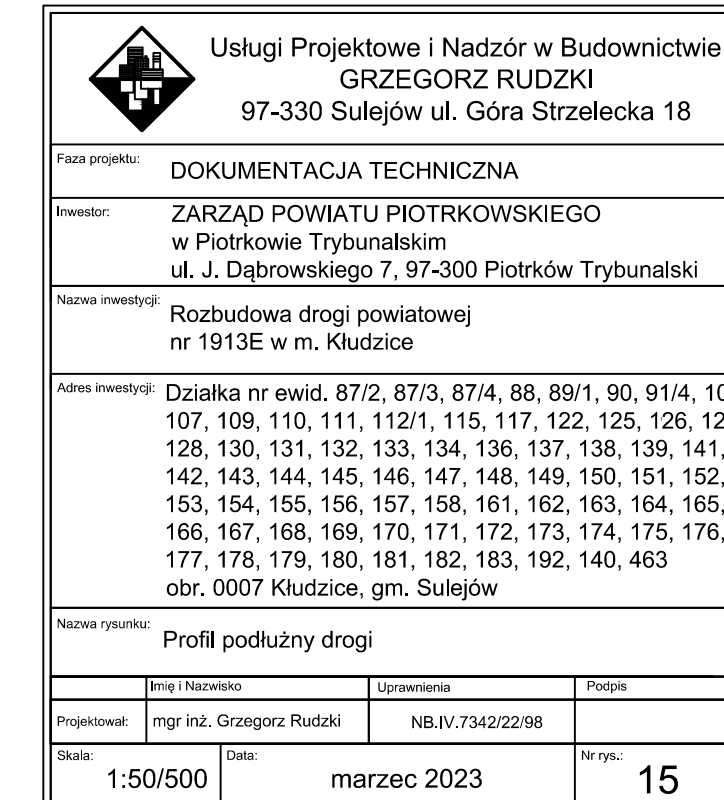 Usługi Projektowe i Nadzór w Budownictwie
GRZEGORZ RUDZKI
97-330 Sulejów ul. Góra Strzelecka 18
Faza projektu: DOKUMENTACJA TECHNICZNA
Inwestor: ZARZĄD POWIATU PIOTRKOWSKIEGO
w Piotrkowie Trybunalskim
ul. J. Dąbrowskiego 7, 97-300 Piotrków Trybunalski
Nazwa inwestycji: Rozbudowa drogi powiatowej
nr 1913E w m. Kłudzice
Adres inwestycji: Działka nr ewid. 87/2, 87/3, 87/4, 88, 89/1, 90, 91/4,
107, 109, 110, 111, 112/1, 115, 117, 122, 125, 126,
128, 130, 131, 132, 133, 134, 136, 137, 138, 139, 141,
142, 143, 144, 145, 146, 147, 148, 149, 150, 151, 152,
153, 154, 155, 156, 157, 158, 161, 162, 163, 164, 165,
166, 167, 168, 169, 170, 171, 172, 173, 174, 175, 176,
177, 178, 179, 180, 181, 182, 183, 192, 140, 463
obr. 0007 Kłudzice, gm. Sulejów
Nazwa rysunku: Profil podłużny drogi
Imię i Nazwisko Uprawnienia Podpis
Projektował: mgr inż. Grzegorz Rudzki NB.IV.7342/22/98
Skala: Data: Nr rys.:
1:50/500 marzec 2023 15